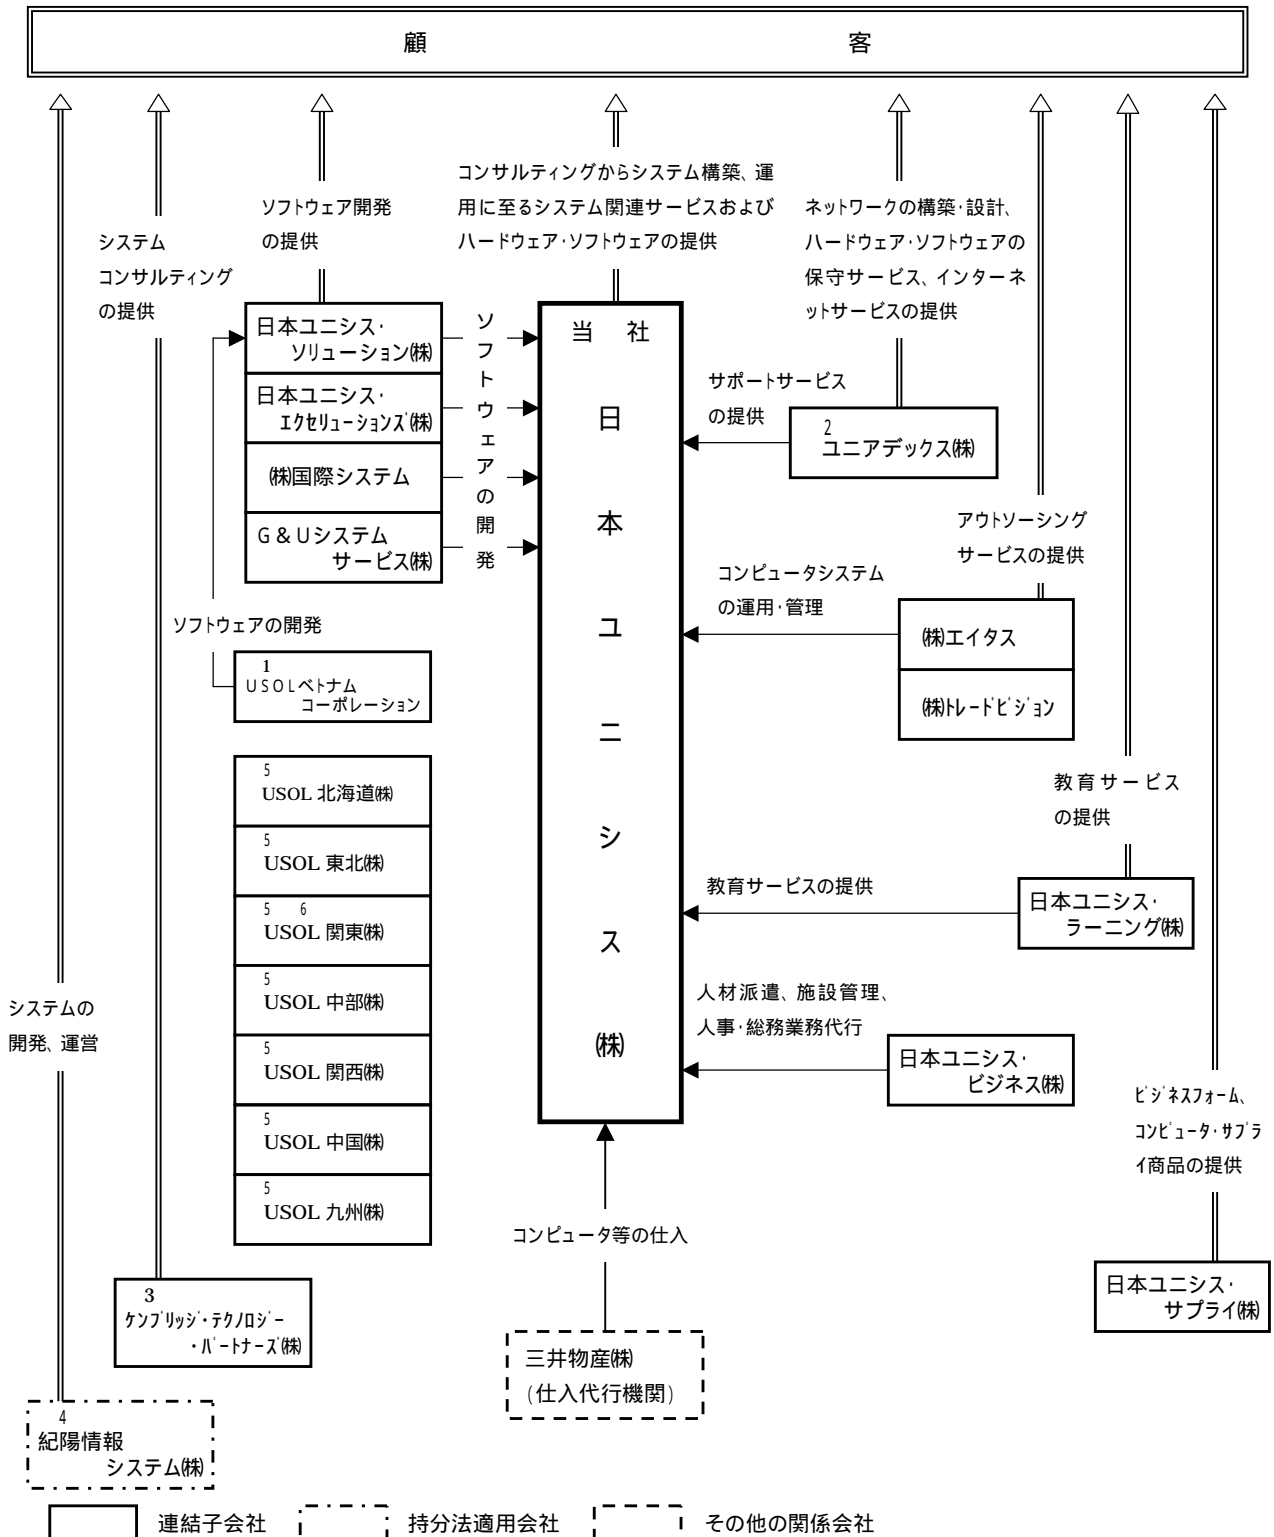 顧　客
コンサルティングからシステム構築、運
用に至るシステム関連サービスおよび
ハードウェア・ソフトウェアの提供
ソフトウェア開発
の提供
ネットワークの構築・設計、
ハードウェア・ソフトウェアの
保守サービス、インターネ
ットサービスの提供
システム
コンサルティング
の提供
日本ユニシス・
ソリューション㈱
日本ユニシス・
エクセリューションズ㈱
㈱国際システム
G＆Uシステム
サービス㈱
ソフトウェアの開発
当　社
日本ユニシス㈱
サポートサービス
の提供
2
ユニアデックス㈱
アウトソーシング
サービスの提供
コンピュータシステム
の運用・管理
㈱エイタス
㈱トレードビジョン
ソフトウェアの開発
1
USOLベトナム
コーポレーション
5
USOL 北海道㈱
5
USOL 東北㈱
5 6
USOL 関東㈱
5
USOL 中部㈱
5
USOL 関西㈱
5
USOL 中国㈱
5
USOL 九州㈱
教育サービス
の提供
教育サービスの提供
日本ユニシス・
ラーニング㈱
システムの
開発、運営
人材派遣、施設管理、
人事・総務業務代行
日本ユニシス・
ビジネス㈱
ビジネスフォーム、
コンピュータ・サプラ
イ商品の提供
コンピュータ等の仕入
日本ユニシス・
サプライ㈱
3
ケンブリッジ・テクノロジー
・パートナーズ㈱
三井物産㈱
(仕入代行機関)
4
紀陽情報
システム㈱
連結子会社
持分法適用会社
その他の関係会社